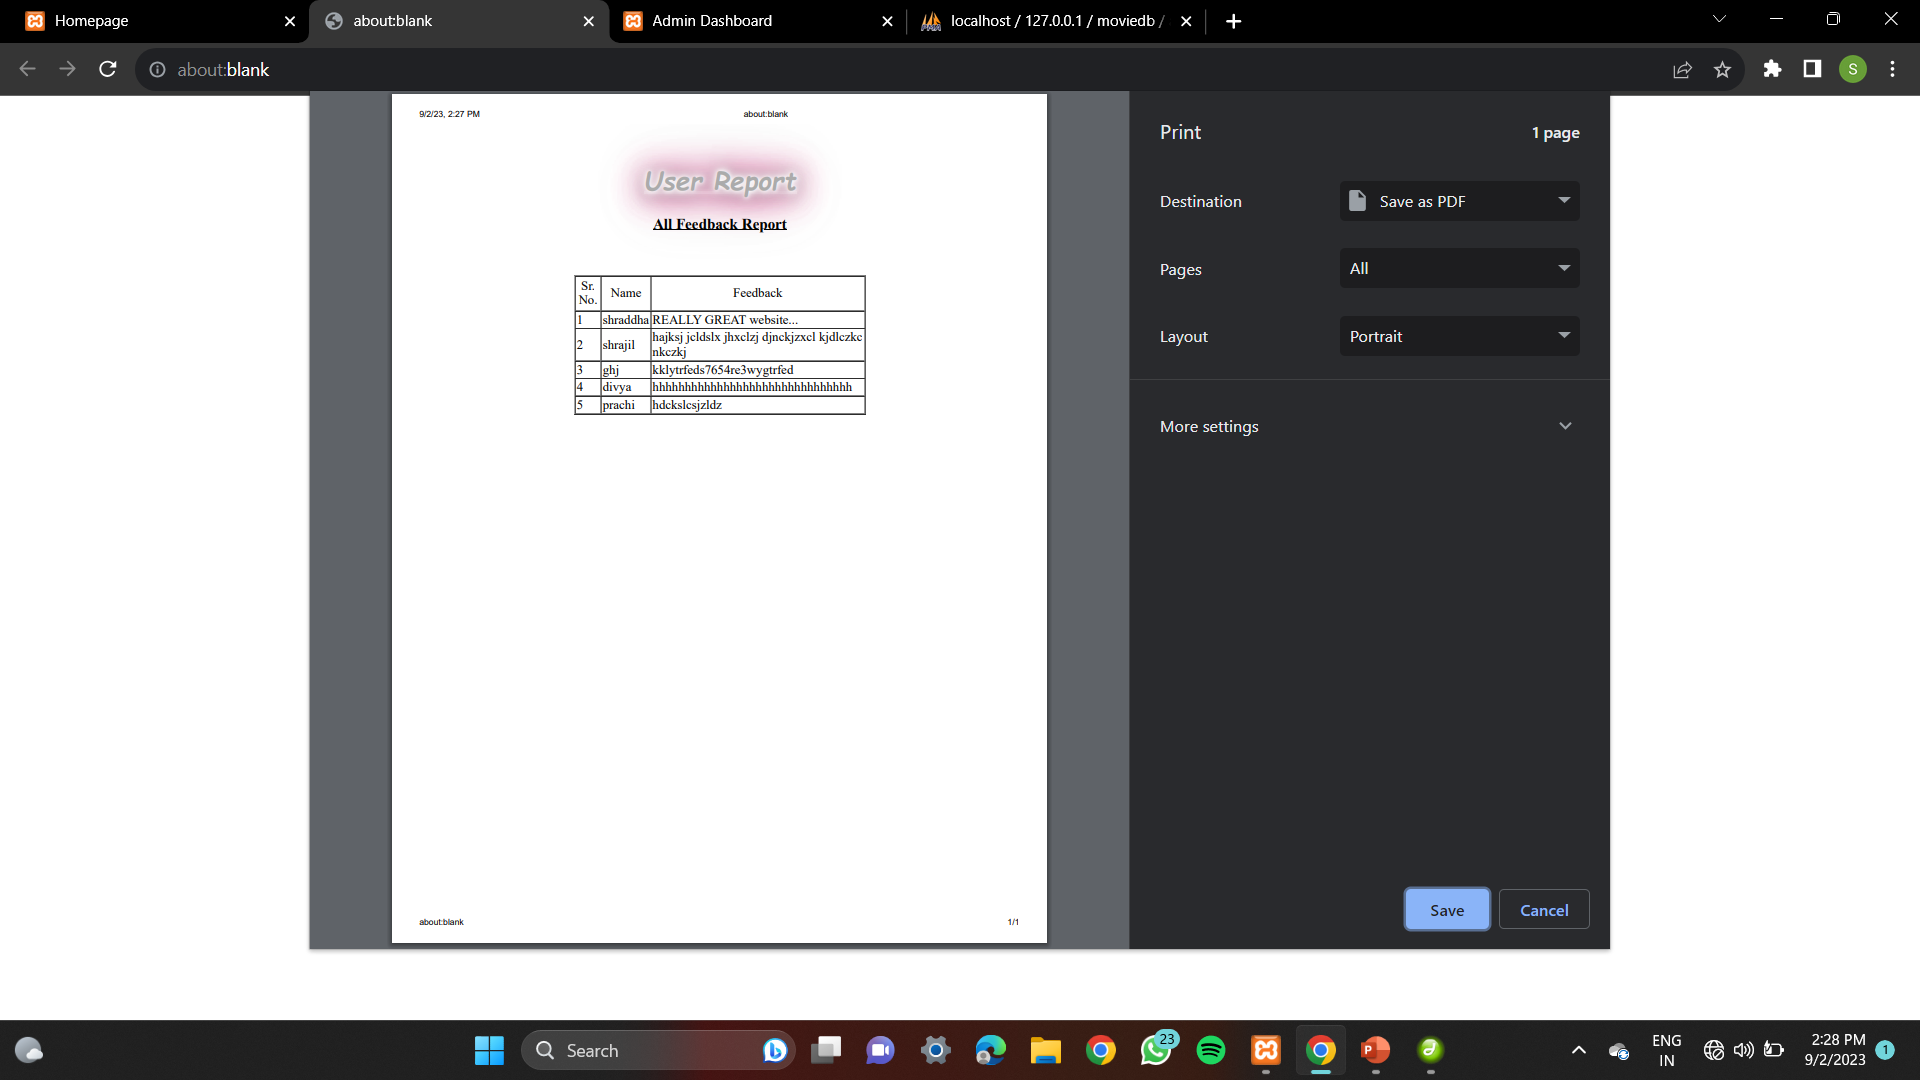 Homepage
about:blank
Admin Dashboard
localhost / 127.0.0.1 / moviedb /
about:blank
S
9/2/23, 2:27 PM
about:blank
User Report
All Feedback Report
Sr. No. Name Feedback
1 shraddha REALLY GREAT website...
2 shrajil hajksj jcldslx jhxclzj djnckjzxcl kjdlczkc
nkczkj
3 ghj kklytrfeds7654re3wygtrfed
4 divya hhhhhhhhhhhhhhhhhhhhhhhhhhhhhhh
5 prachi hdckslcsjzldz
about:blank
1/1
Print
1 page
Destination
Save as PDF
Pages
All
Layout
Portrait
More settings
Save
Cancel
Search
23
ENG
IN
2:28 PM
9/2/2023
1